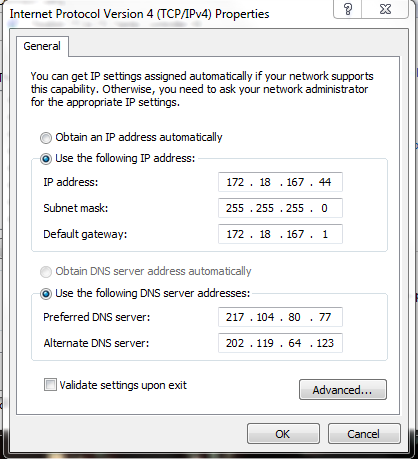 Internet Protocol Version 4 (TCP/IPv4) Properties
General
You can get IP settings assigned automatically if your network supports
this capability. Otherwise, you need to ask your network administrator
for the appropriate IP settings.
Obtain an IP address automatically
Use the following IP address:
IP address: 172 . 18 . 167 . 44
Subnet mask: 255 . 255 . 255 . 0
Default gateway: 172 . 18 . 167 . 1
Obtain DNS server address automatically
Use the following DNS server addresses:
Preferred DNS server: 217 . 104 . 80 . 77
Alternate DNS server: 202 . 119 . 64 . 123
Validate settings upon exit
Advanced...
OK Cancel